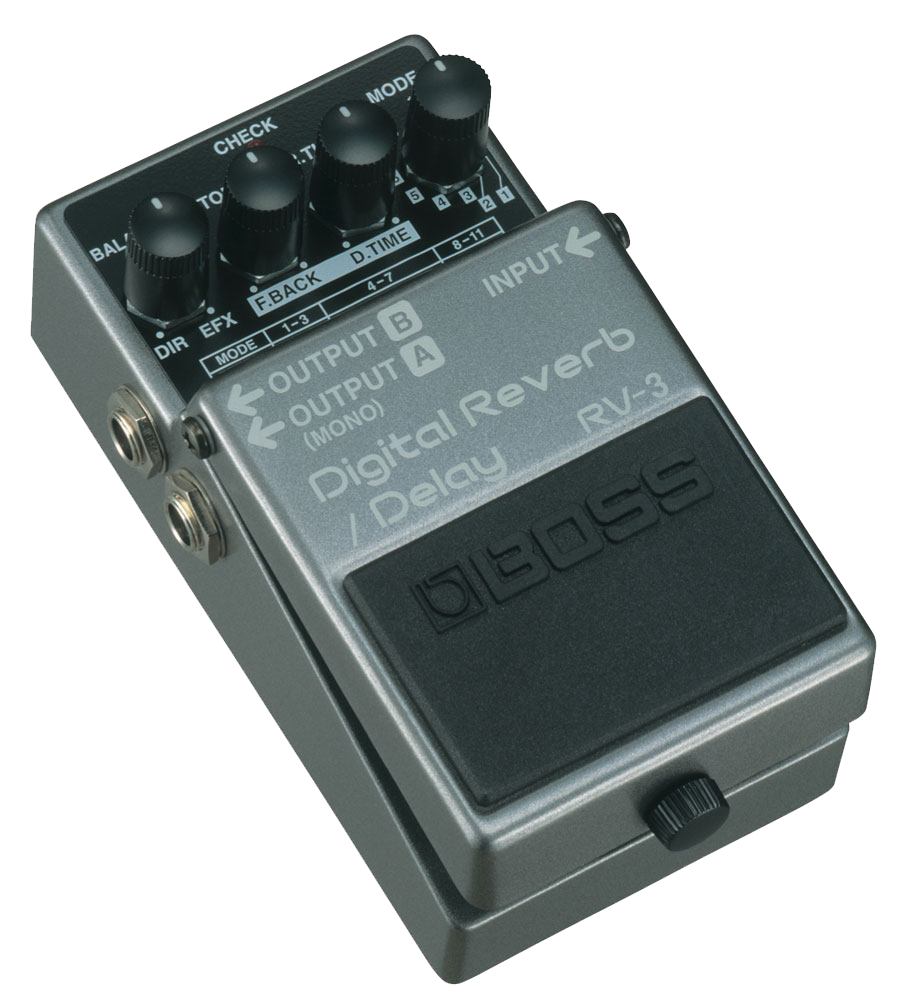 CHECK
MODE
5 4 3 2 1
DIR EFX
F.BACK D.TIME
MODE 1–3 4–7 8–11
INPUT
OUTPUT B
OUTPUT A
(MONO)
Digital Reverb
/ Delay RV-3
BOSS